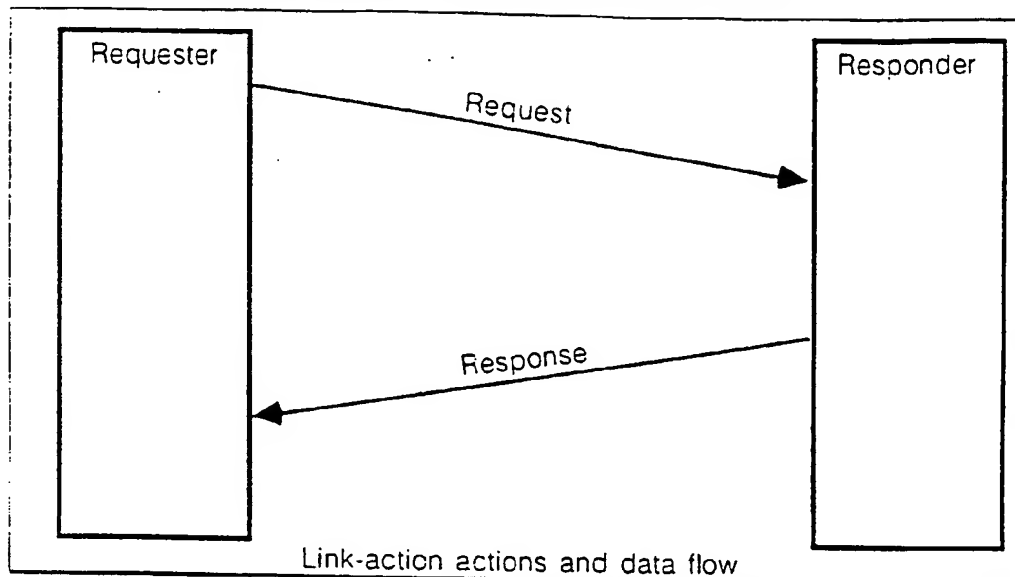 Requester
Responder
Request
Response
Link-action actions and data flow